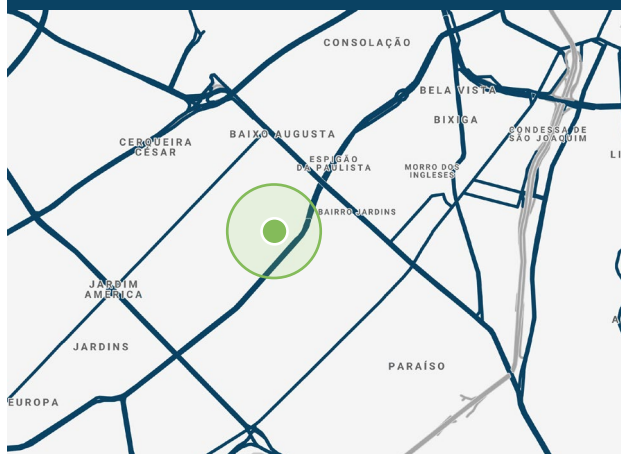 CONSOLAÇÃO
BELA VISTA
BIXIGA
BAIXO AUGUSTA
CONDESSA DE
SÃO JOAQUIM
CERQUEIRA
CÉSAR
ESPIGÃO
DA PAULISTA
MORRO DOS
INGLESES
LI
BAIRRO JARDINS
JARDIM
AMÉRICA
A
JARDINS
PARAÍSO
EUROPA